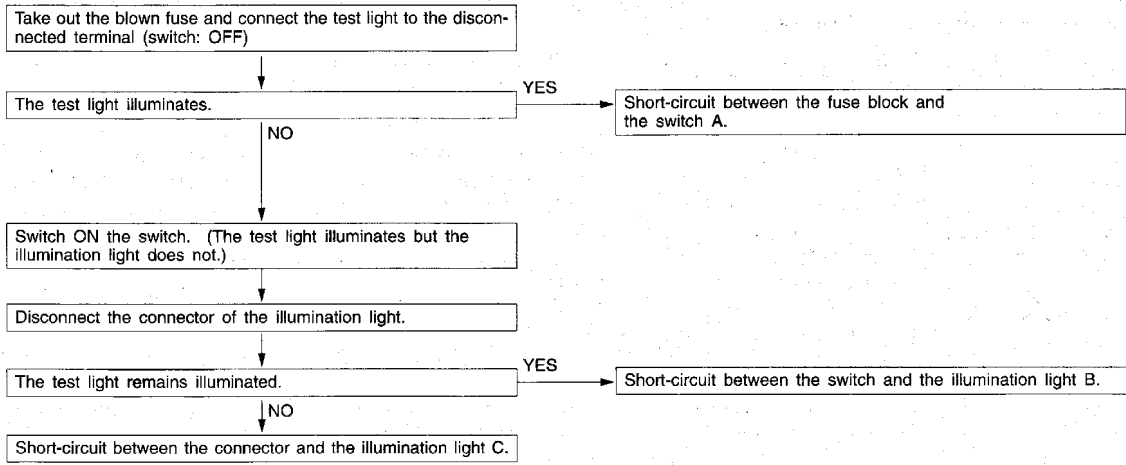 Take out the blown fuse and connect the test light to the discon-
nected terminal (switch: OFF)
The test light illuminates.
YES
Short-circuit between the fuse block and
the switch A.
NO
Switch ON the switch. (The test light illuminates but the
illumination light does not.)
Disconnect the connector of the illumination light.
The test light remains illuminated.
YES
Short-circuit between the switch and the illumination light B.
NO
Short-circuit between the connector and the illumination light C.